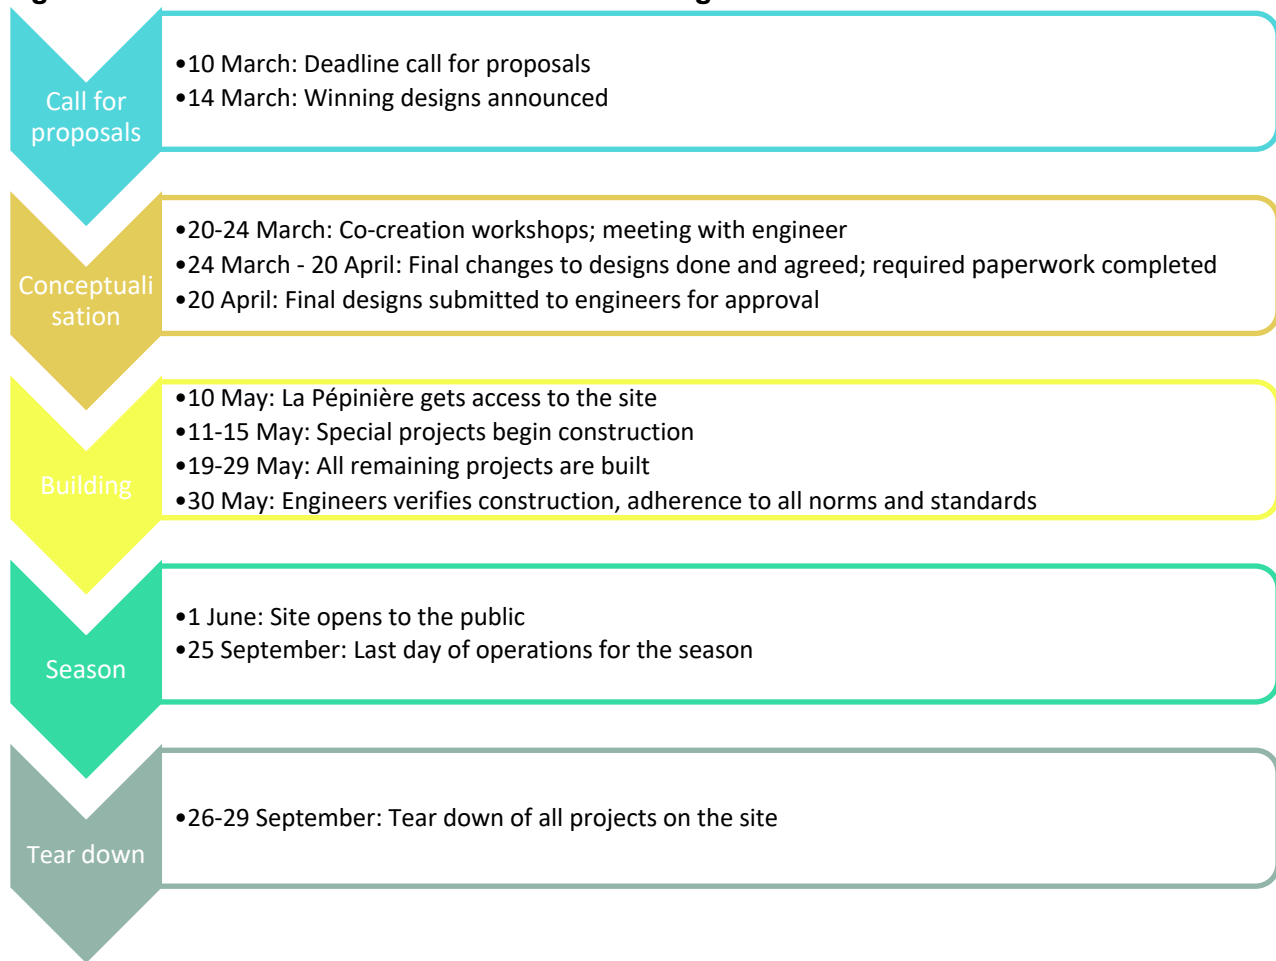 Call for
proposals
•10 March: Deadline call for proposals
•14 March: Winning designs announced
Conceptuali
sation
•20-24 March: Co-creation workshops; meeting with engineer
•24 March - 20 April: Final changes to designs done and agreed; required paperwork completed
•20 April: Final designs submitted to engineers for approval
Building
•10 May: La Pépinière gets access to the site
•11-15 May: Special projects begin construction
•19-29 May: All remaining projects are built
•30 May: Engineers verifies construction, adherence to all norms and standards
Season
•1 June: Site opens to the public
•25 September: Last day of operations for the season
Tear down
•26-29 September: Tear down of all projects on the site